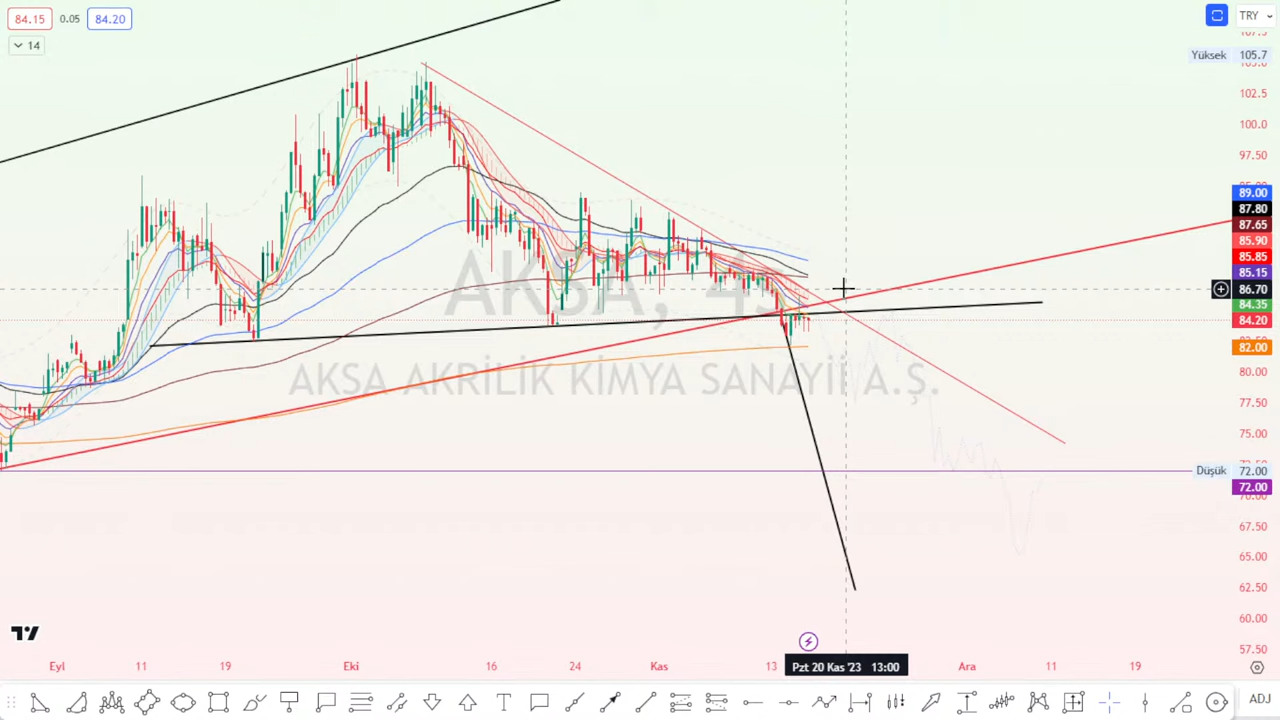 84.15 0.05 84.20
TRY
14
Yüksek 105.7
102.5
100.0
97.50
89.00
87.80
87.65
85.90
85.85
85.15
86.70
84.35
84.20
82.00
80.00
77.50
75.00
Düşük 72.00
72.00
67.50
65.00
62.50
60.00
57.50
AKSA, 4S
AKSA AKRİLİK KİMYA SANAYİİ A.Ş.
Eyl 11 19 Eki 16 24 Kas 13 Pzt 20 Kas '23 13:00 Ara 11 19
ADJ